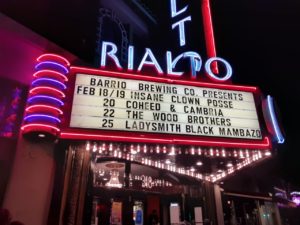 RIALTO
BARRIO BREWING CO. PRESENTS
FEB 18/19 INSANE CLOWN POSSE
20 COHEED & CAMBRIA
22 THE WOOD BROTHERS
25 LADYSMITH BLACK MAMBAZO